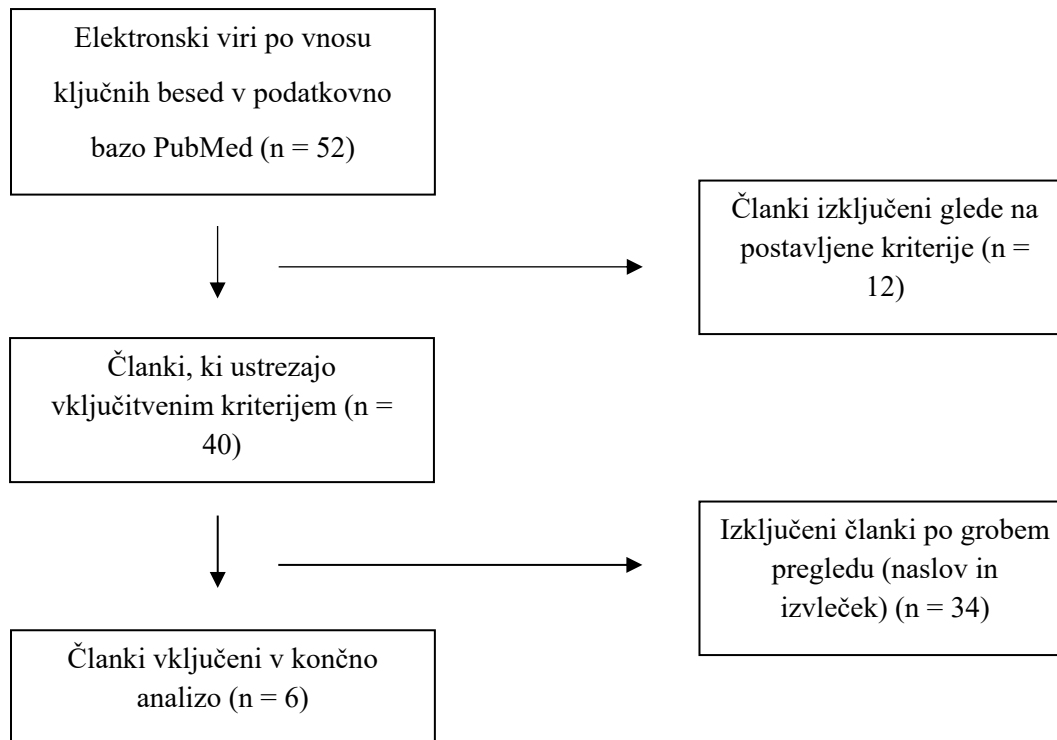 Elektronski viri po vnosu
ključnih besed v podatkovno
bazo PubMed (n = 52)
Članki izključeni glede na
postavljene kriterije (n =
12)
Članki, ki ustrezajo
vključitvenim kriterijem (n =
40)
Izključeni članki po grobem
pregledu (naslov in
izvleček) (n = 34)
Članki vključeni v končno
analizo (n = 6)